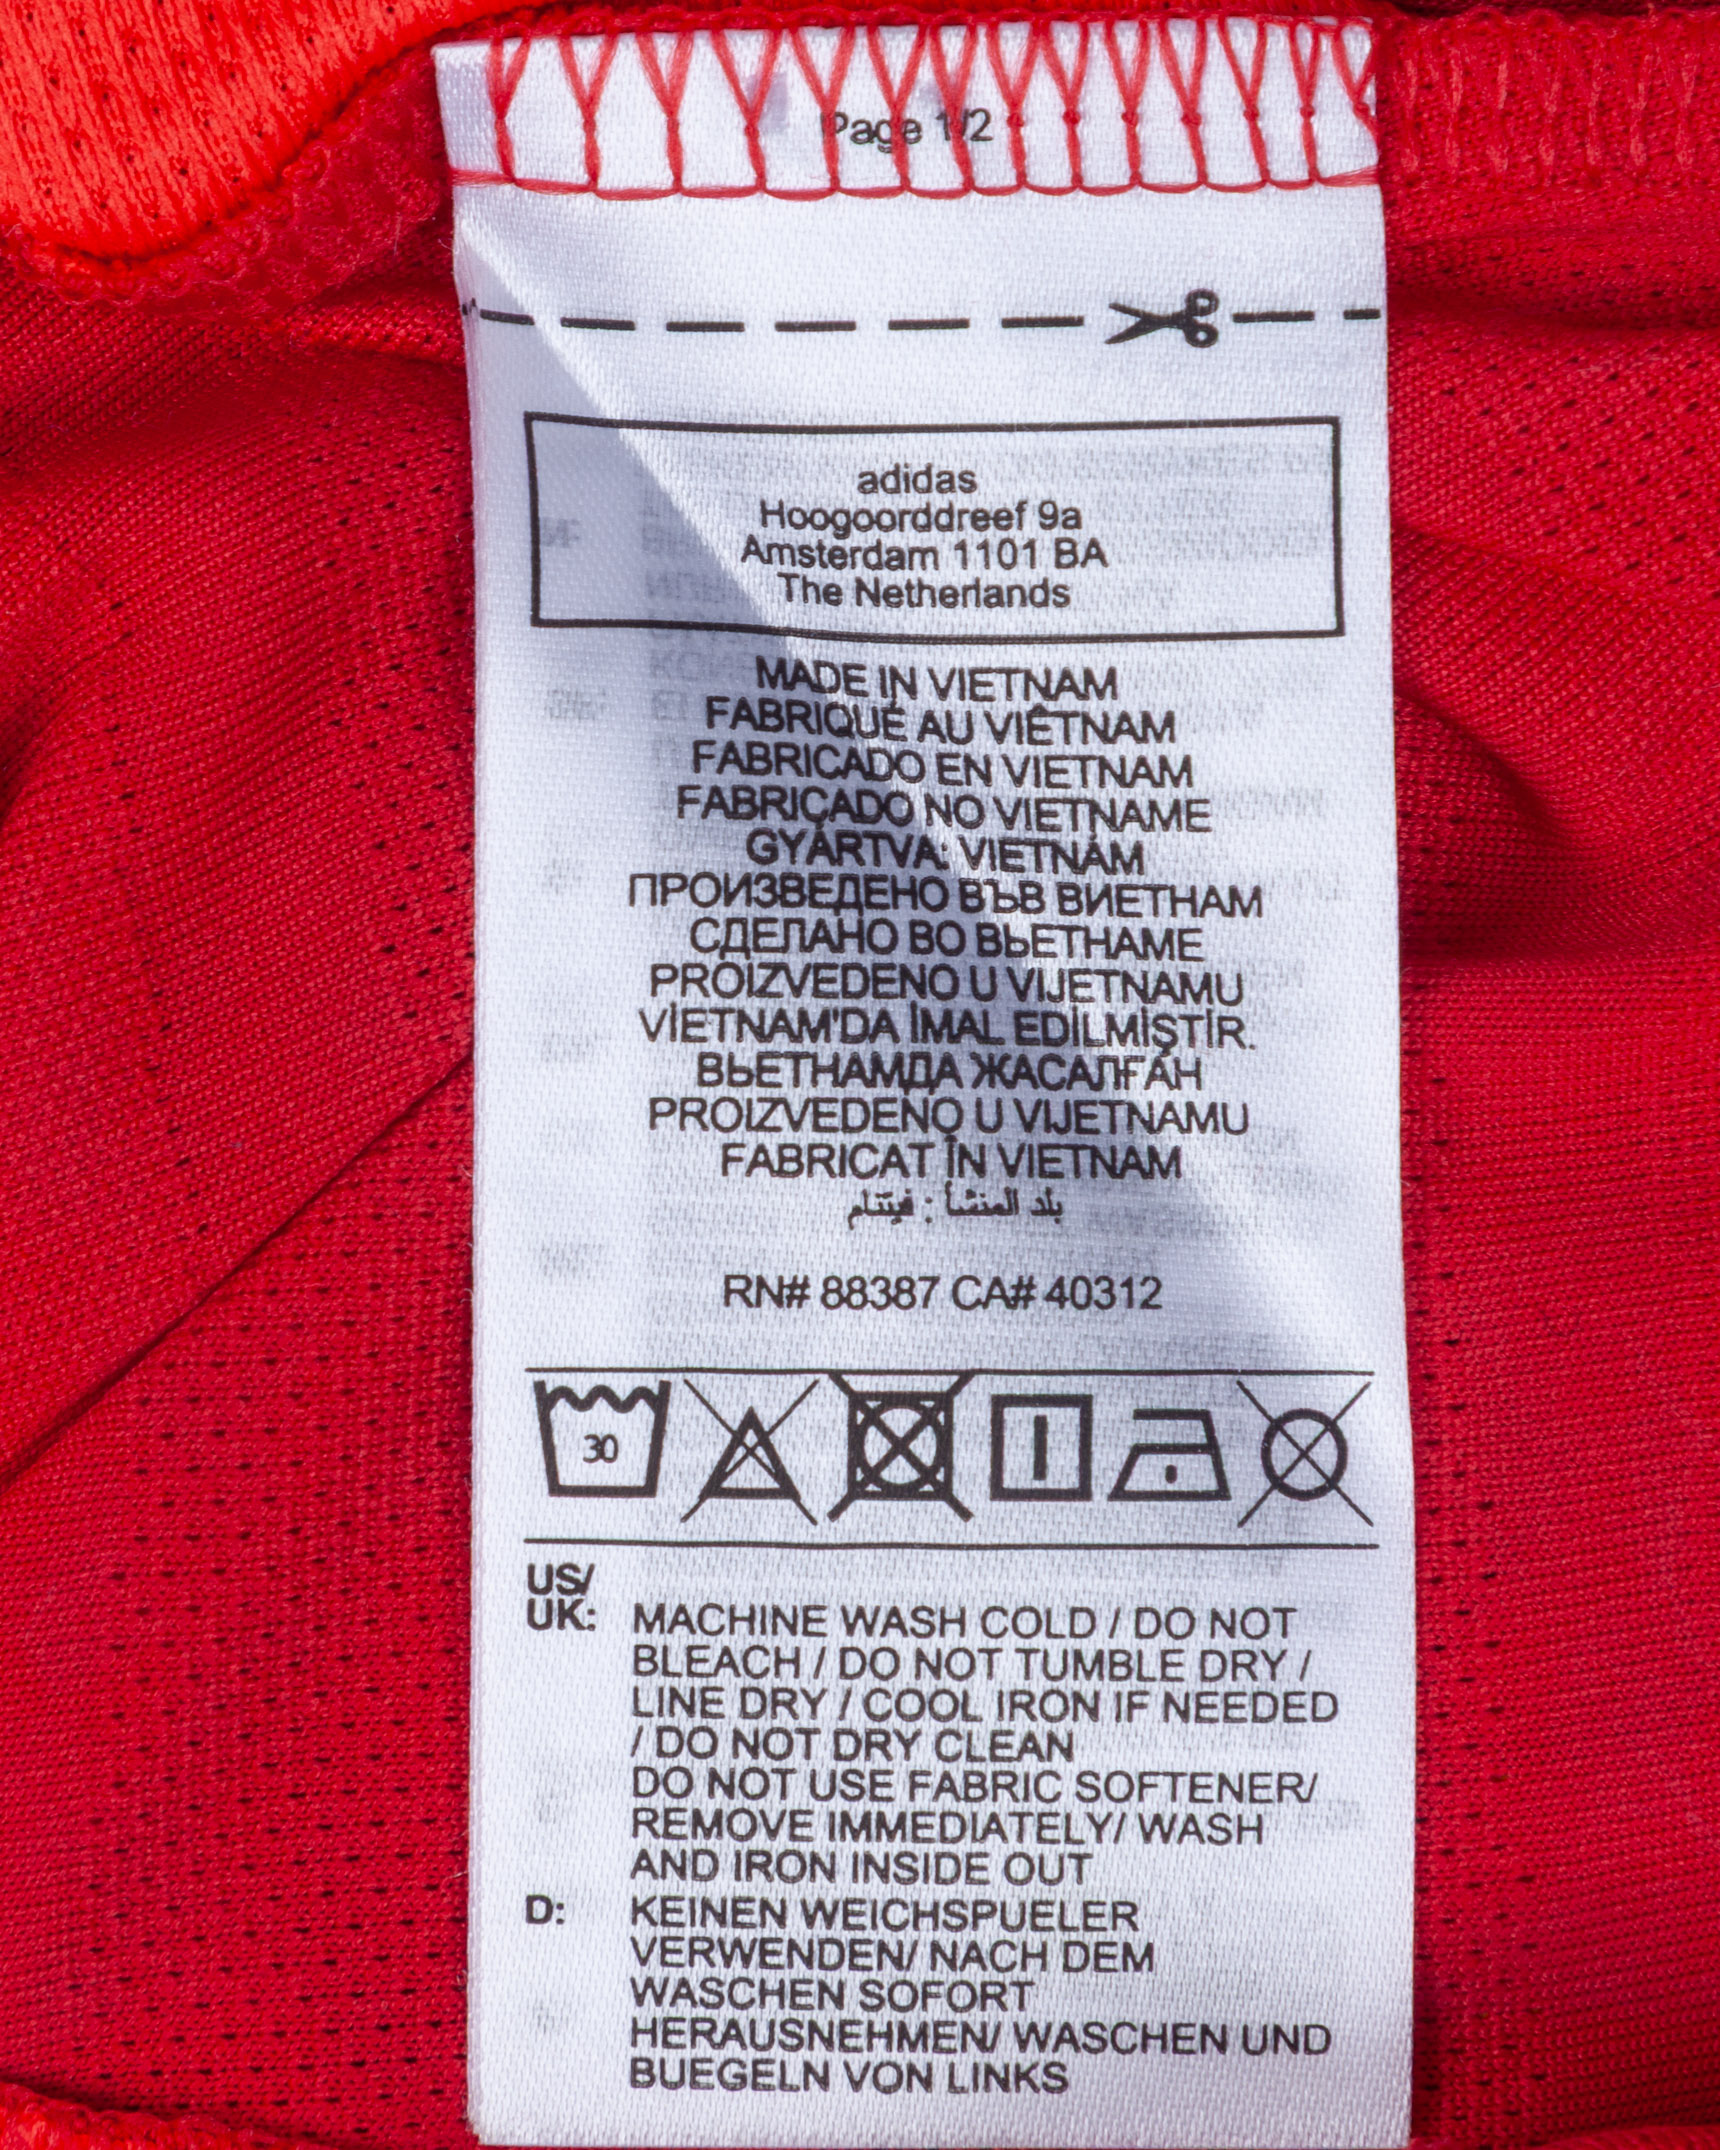 Page 1/2
adidas
Hoogoorddreef 9a
Amsterdam 1101 BA
The Netherlands
MADE IN VIETNAM
FABRIQUÉ AU VIÊTNAM
FABRICADO EN VIETNAM
FABRICADO NO VIETNAME
GYÁRTVA: VIETNÁM
ПРОИЗВЕДЕНО ВЪВ ВИЕТНАМ
СДЕЛАНО ВО ВЬЕТНАМЕ
PROIZVEDENO U VIJETNAMU
VİETNAM'DA İMAL EDİLMİŞTİR.
ВЬЕТНАМДА ЖАСАЛҒАН
PROIZVEDENO U VIJETNAMU
FABRICAT ÎN VIETNAM
بلد المنشأ : فيتنام
RN# 88387 CA# 40312
30
US/
UK: MACHINE WASH COLD / DO NOT
BLEACH / DO NOT TUMBLE DRY /
LINE DRY / COOL IRON IF NEEDED
/ DO NOT DRY CLEAN
DO NOT USE FABRIC SOFTENER/
REMOVE IMMEDIATELY/ WASH
AND IRON INSIDE OUT
D: KEINEN WEICHSPUELER
VERWENDEN/ NACH DEM
WASCHEN SOFORT
HERAUSNEHMEN/ WASCHEN UND
BUEGELN VON LINKS